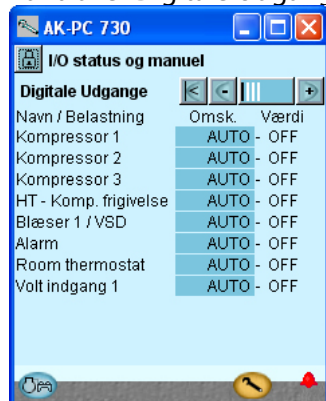 AK-PC 730
I/O status og manuel
Digitale Udgange
Navn / Belastning Omsk. Værdi
Kompressor 1 AUTO - OFF
Kompressor 2 AUTO - OFF
Kompressor 3 AUTO - OFF
HT - Komp. frigivelse AUTO - OFF
Blæser 1 / VSD AUTO - OFF
Alarm AUTO - OFF
Room thermostat AUTO - OFF
Volt indgang 1 AUTO - OFF